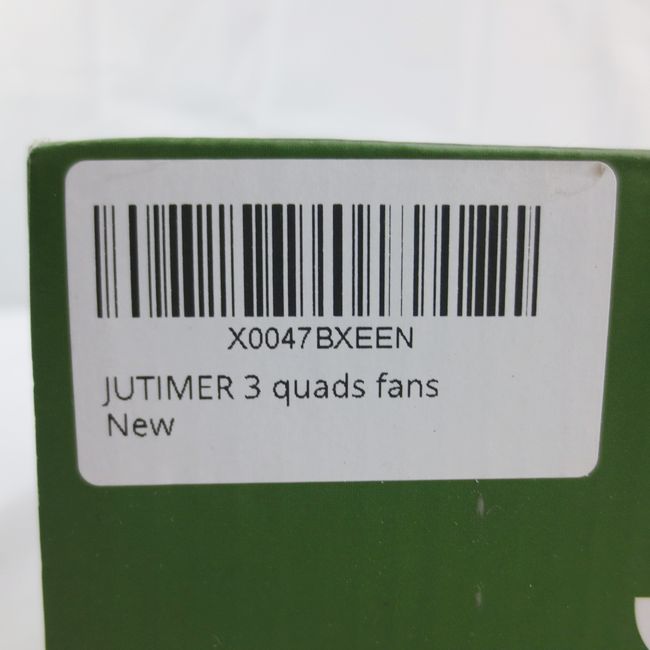 X0047BXEEN
JUTIMER 3 quads fans
New